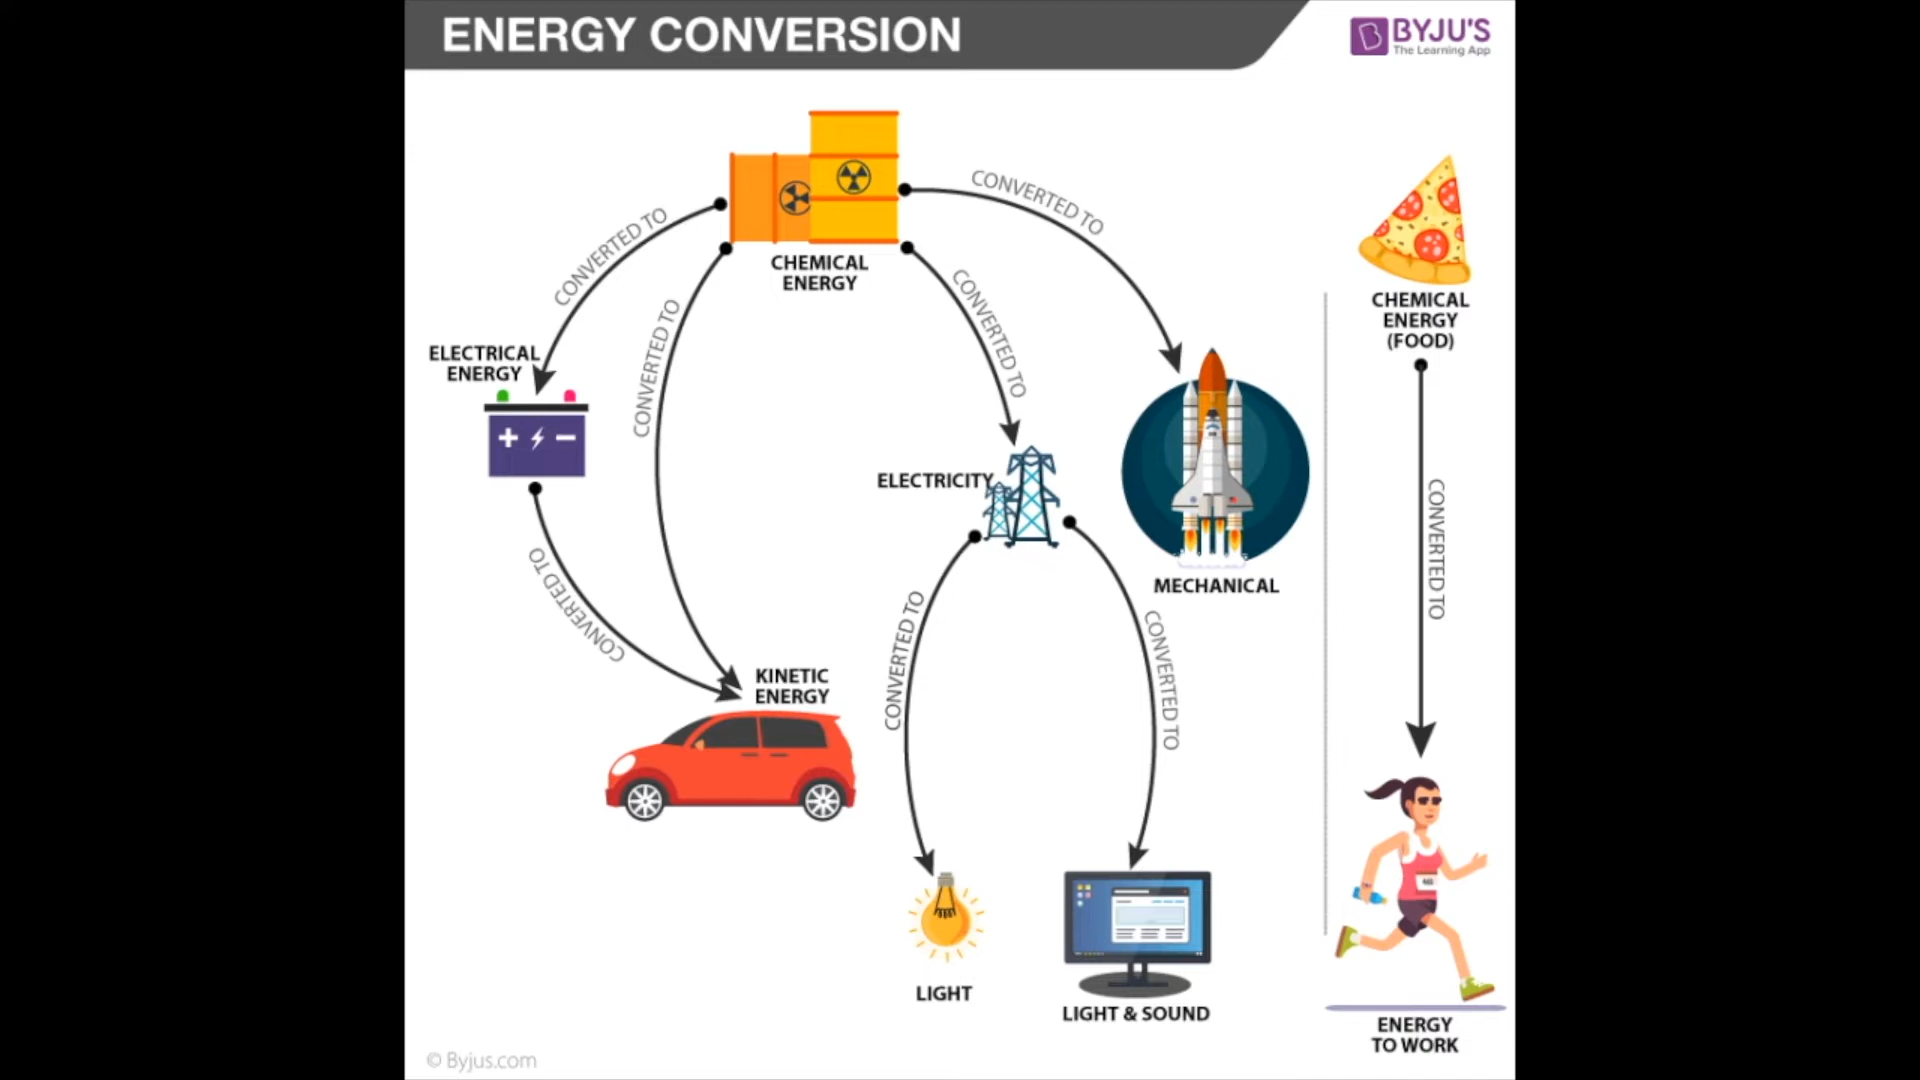 ENERGY CONVERSION
BYJU'S
The Learning App
CONVERTED TO
CONVERTED TO
CHEMICAL
ENERGY
CONVERTED TO
CONVERTED TO
CHEMICAL
ENERGY
(FOOD)
ELECTRICAL
ENERGY
ELECTRICITY
CONVERTED TO
MECHANICAL
CONVERTED TO
CONVERTED TO
CONVERTED TO
KINETIC
ENERGY
LIGHT
LIGHT & SOUND
ENERGY
TO WORK
© Byjus.com